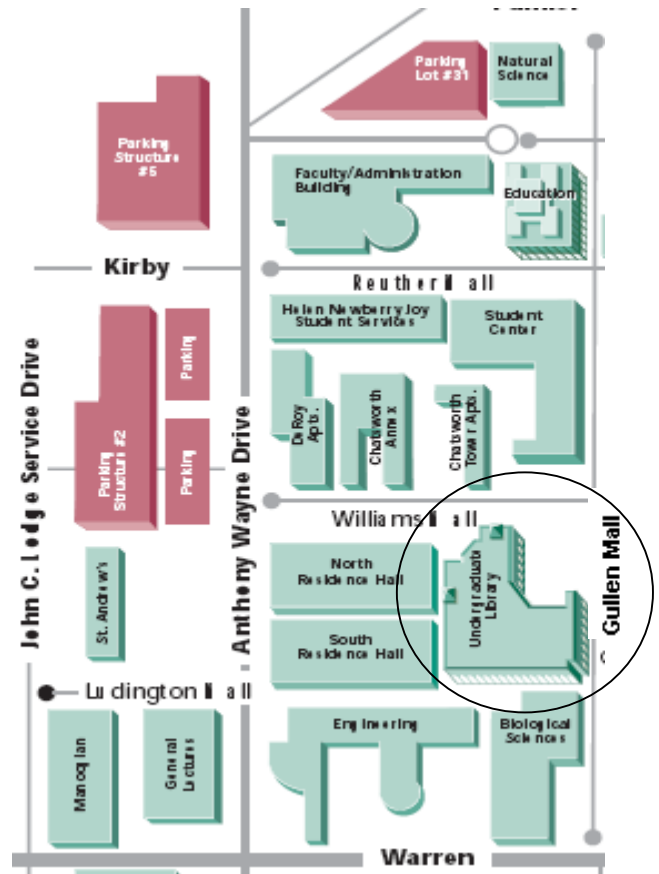 Parking
Lot #31
Natural
Science
Parking
Structure
#5
Faculty/Administration
Building
Education
Kirby
Reuther Mall
Helen Newberry Joy
Student Services
Student
Center
Parking
DeRoy
Apts.
Chatsworth
Annex
Chatsworth
Tower Apts.
John C. Lodge Service Drive
Parking
Structure #2
Parking
Anthony Wayne Drive
Williams Mall
Gullen Mall
St. Andrew's
North
Residence Hall
Undergraduate
Library
South
Residence Hall
Ludington Mall
Manoogian
General
Lectures
Engineering
Biological
Sciences
Warren